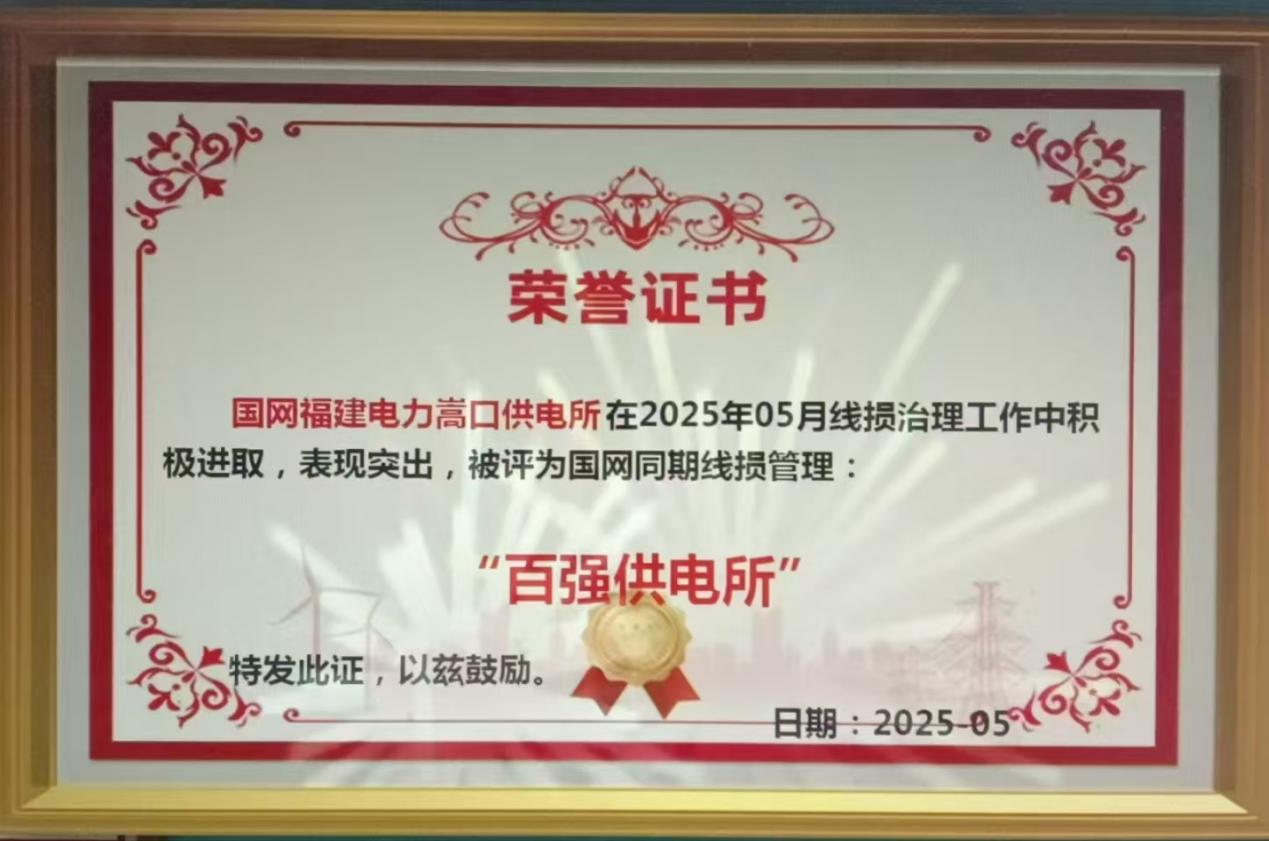 荣誉证书
国网福建电力嵩口供电所在2025年05月线损治理工作中积
极进取，表现突出，被评为国网同期线损管理：
“百强供电所”
特发此证，以兹鼓励。
日期：2025-05